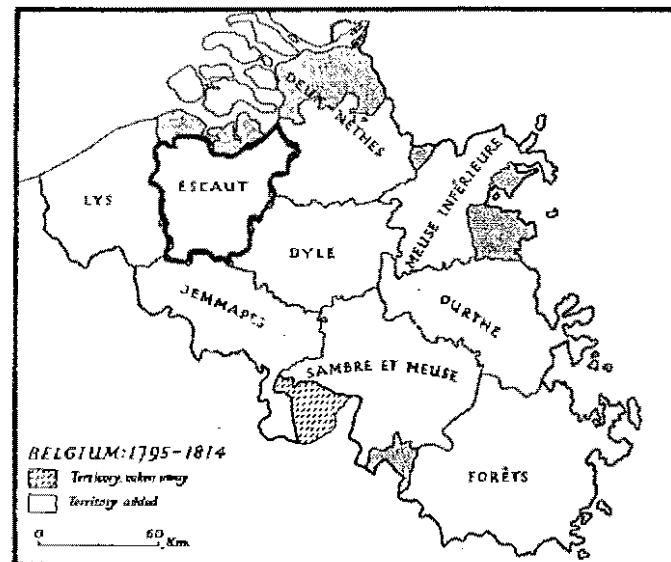 DEUX-NÈTHES
LYS
ESCAUT
MEUSE INFÉRIEURE
DYLE
JEMMAPES
OURTHE
SAMBRE ET MEUSE
FORÊTS
BELGIUM: 1795-1814
Territory taken away
Territory added
0 60 Km.